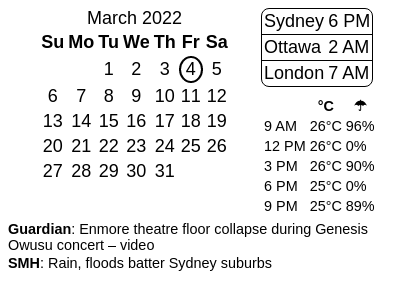 March 2022
Su Mo Tu We Th Fr Sa
1 2 3 4 5
6 7 8 9 10 11 12
13 14 15 16 17 18 19
20 21 22 23 24 25 26
27 28 29 30 31
Sydney 6 PM
Ottawa 2 AM
London 7 AM
°C ☂
9 AM 26°C 96%
12 PM 26°C 0%
3 PM 26°C 90%
6 PM 25°C 0%
9 PM 25°C 89%
Guardian: Enmore theatre floor collapse during Genesis
Owusu concert – video
SMH: Rain, floods batter Sydney suburbs